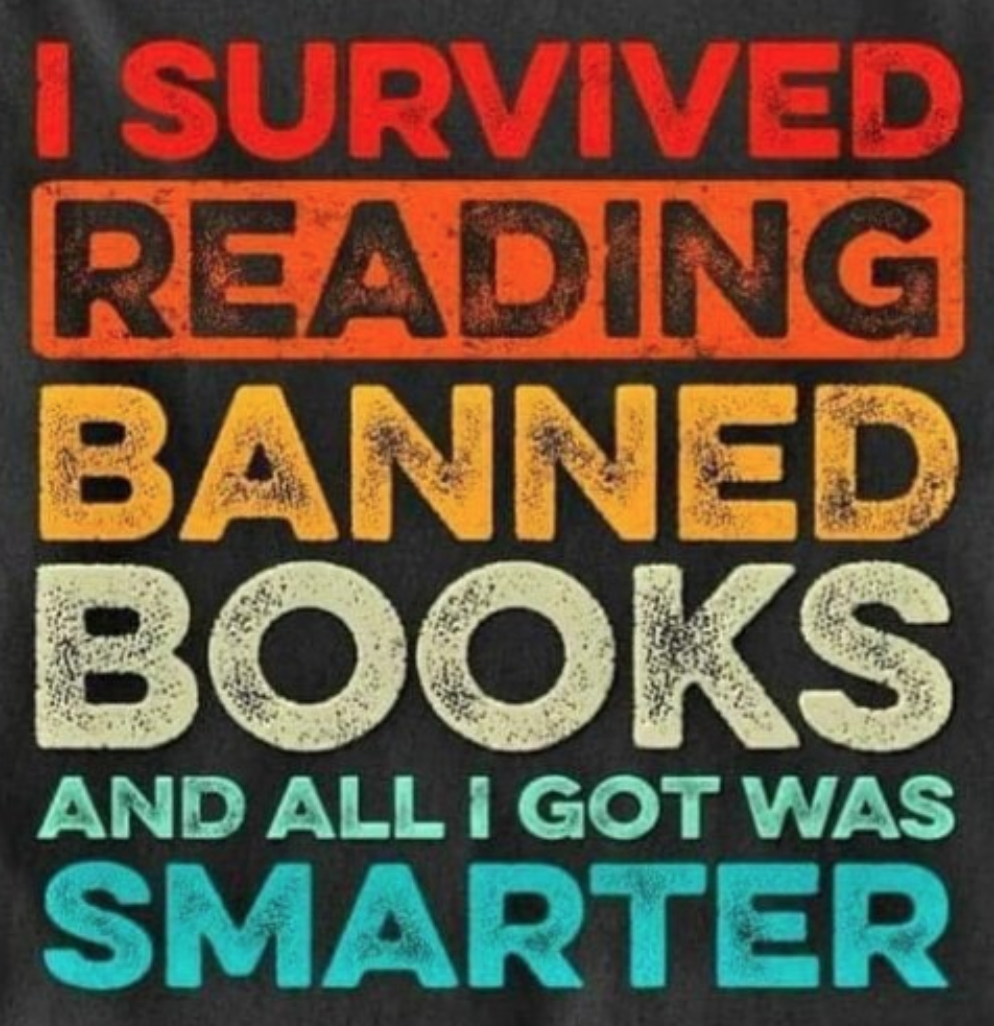 I SURVIVED
READING
BANNED
BOOKS
AND ALL I GOT WAS
SMARTER